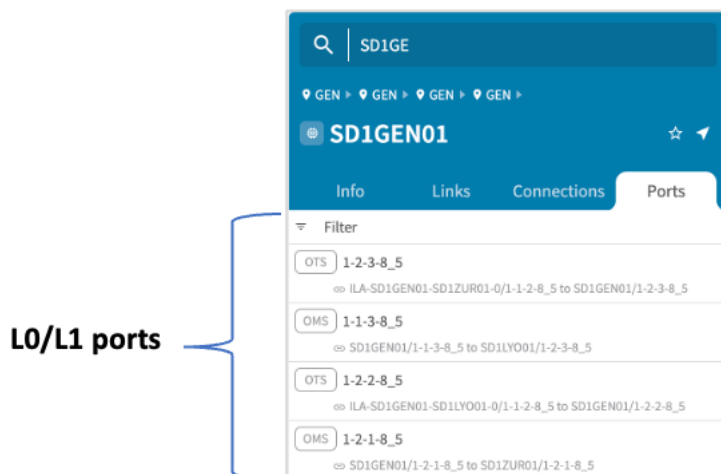 SD1GE
GEN GEN GEN GEN
SD1GEN01
Info Links Connections Ports
Filter
OTS 1-2-3-8_5
ILA-SD1GEN01-SD1ZUR01-0/1-1-2-8_5 to SD1GEN01/1-2-3-8_5
OMS 1-1-3-8_5
SD1GEN01/1-1-3-8_5 to SD1LYO01/1-2-3-8_5
L0/L1 ports
OTS 1-2-2-8_5
ILA-SD1GEN01-SD1LYO01-0/1-1-2-8_5 to SD1GEN01/1-2-2-8_5
OMS 1-2-1-8_5
SD1GEN01/1-2-1-8_5 to SD1ZUR01/1-2-1-8_5